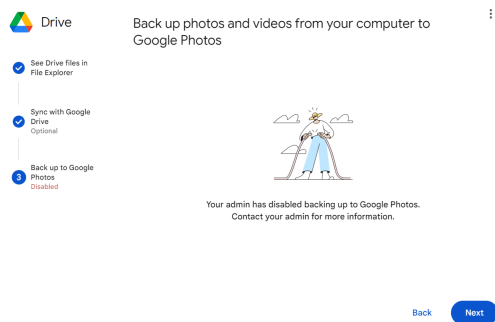 Drive
Back up photos and videos from your computer to
Google Photos
See Drive files in
File Explorer
Sync with Google
Drive
Optional
3
Back up to Google
Photos
Disabled
Your admin has disabled backing up to Google Photos.
Contact your admin for more information.
Back
Next